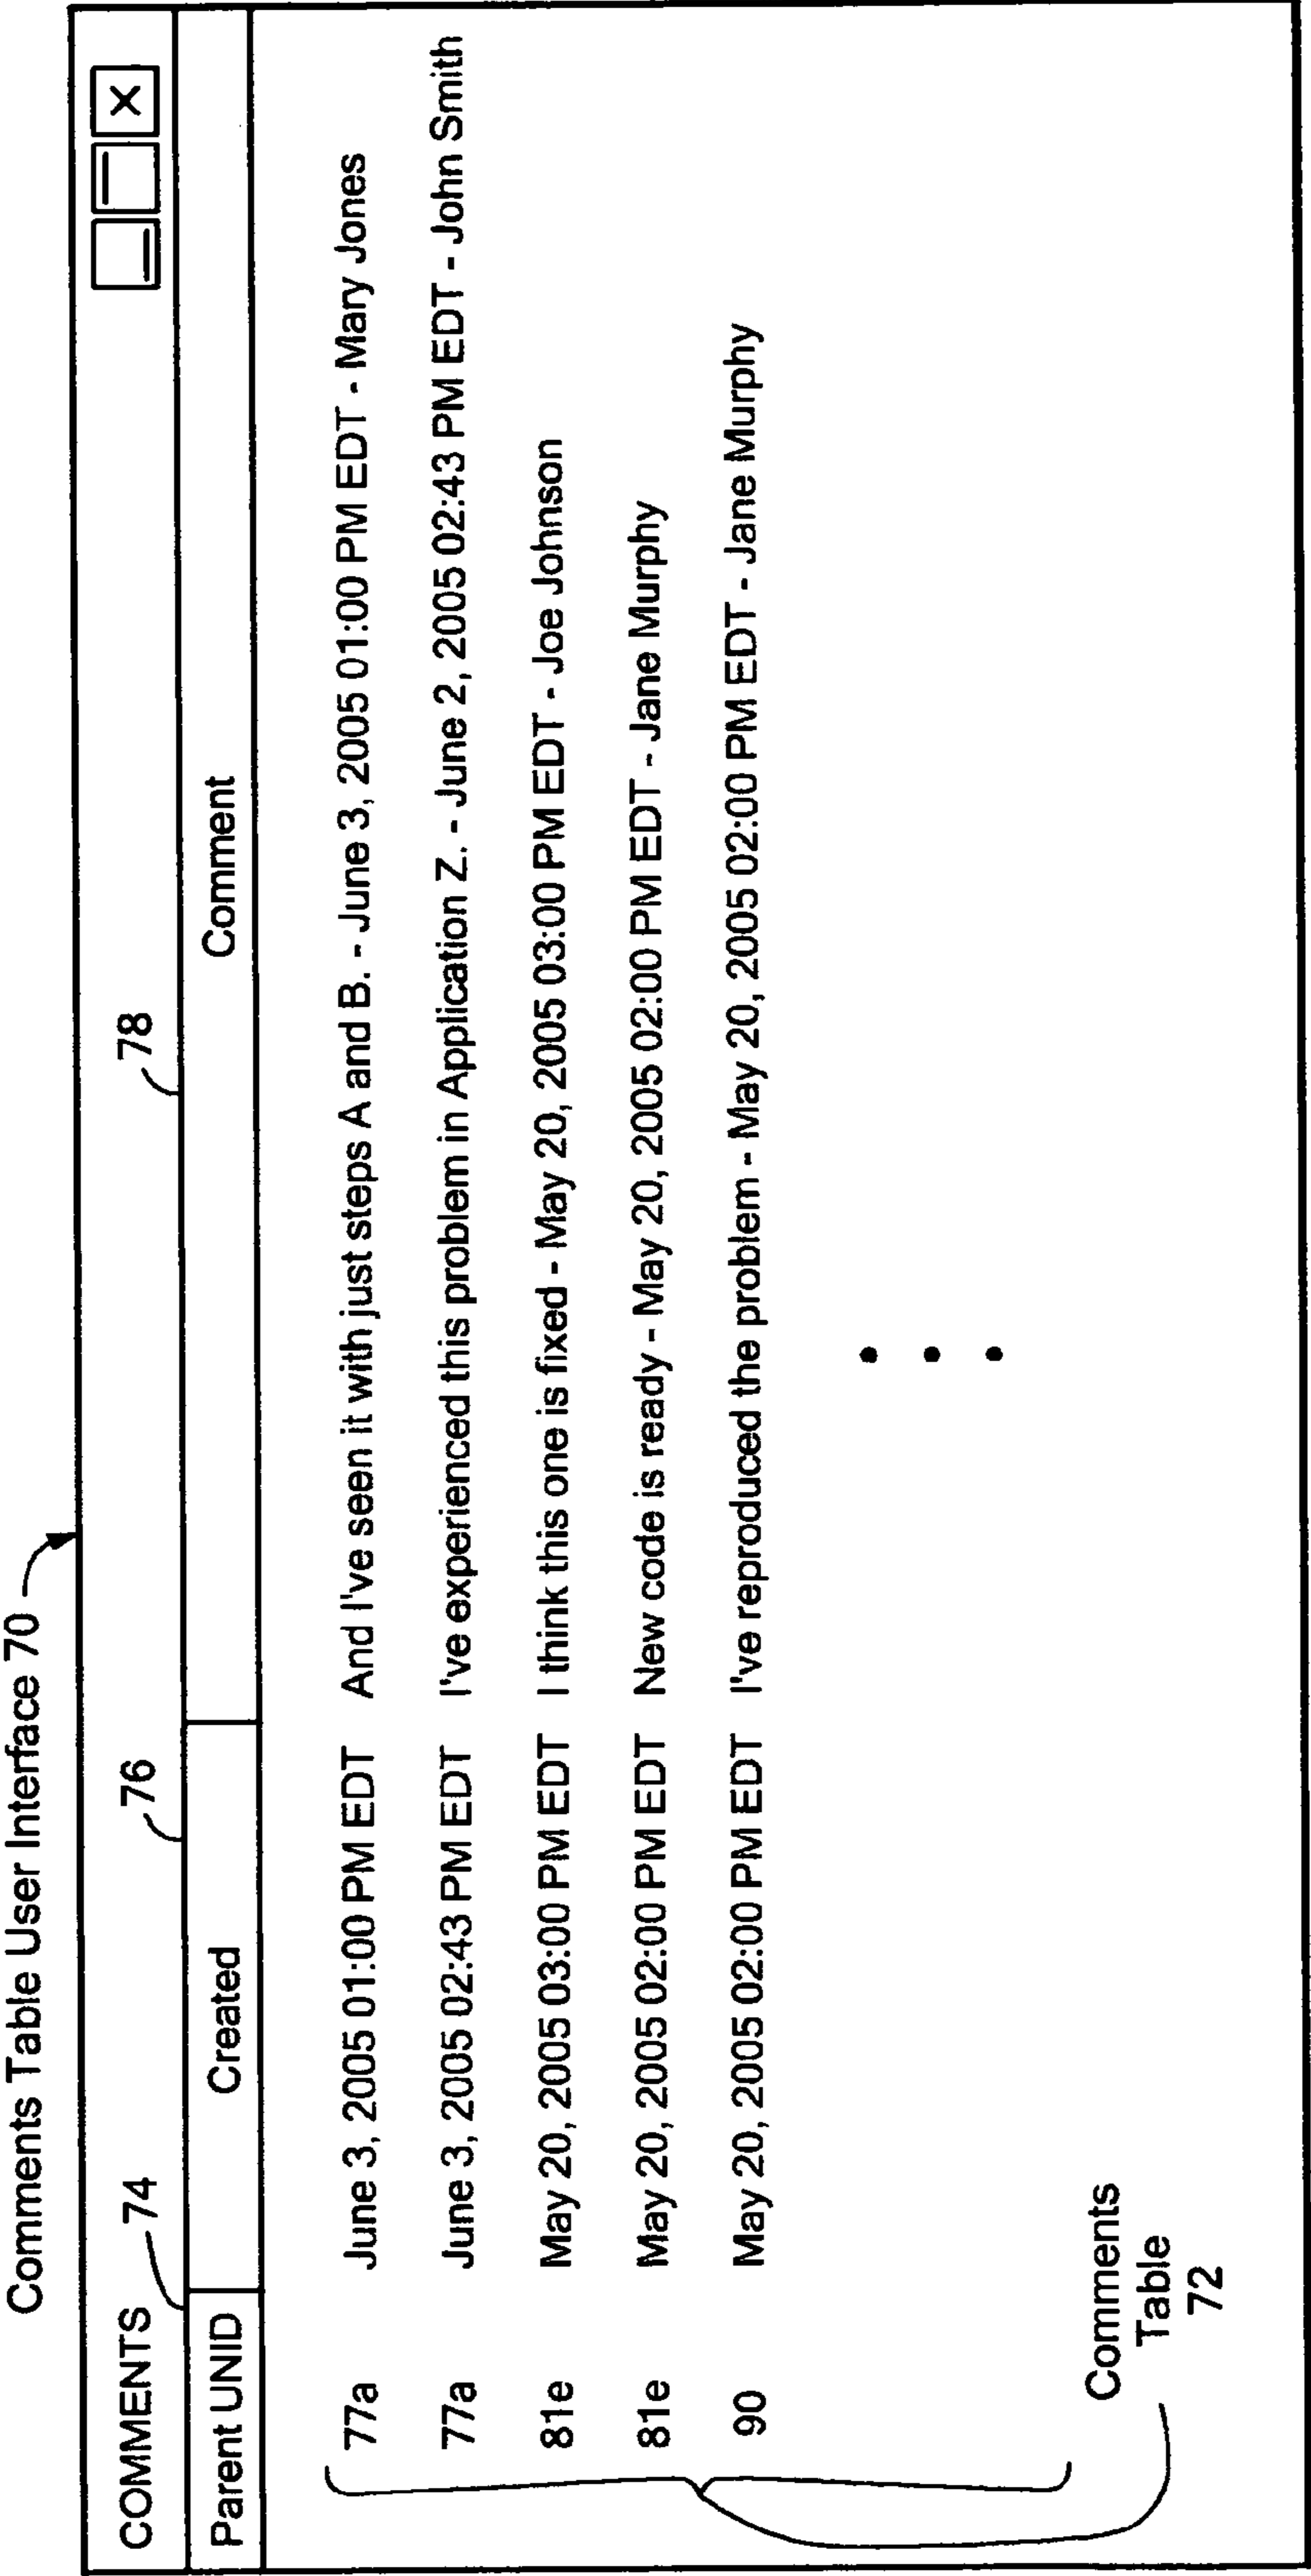 Comments Table User Interface 70
COMMENTS
74
76
78
X
Parent UNID Created Comment
77a June 3, 2005 01:00 PM EDT And I've seen it with just steps A and B. - June 3, 2005 01:00 PM EDT - Mary Jones
77a June 3, 2005 02:43 PM EDT I've experienced this problem in Application Z. - June 2, 2005 02:43 PM EDT - John Smith
81e May 20, 2005 03:00 PM EDT I think this one is fixed - May 20, 2005 03:00 PM EDT - Joe Johnson
81e May 20, 2005 02:00 PM EDT New code is ready - May 20, 2005 02:00 PM EDT - Jane Murphy
90 May 20, 2005 02:00 PM EDT I've reproduced the problem - May 20, 2005 02:00 PM EDT - Jane Murphy
Comments
Table
72